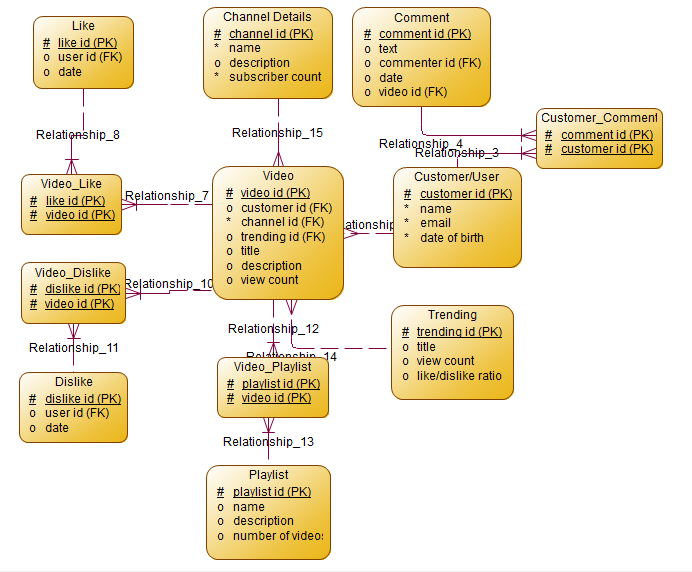 Like
# like id (PK)
o user id (FK)
o date
Channel Details
# channel id (PK)
* name
o description
* subscriber count
Comment
# comment id (PK)
o text
o commenter id (FK)
o date
o video id (FK)
Customer_Comment
# comment id (PK)
# customer id (PK)
Relationship_8
Relationship_15
Relationship_4
Relationship_3
Video_Like
# like id (PK)
# video id (PK)
Relationship_7
Video
# video id (PK)
o customer id (FK)
* channel id (FK)
o trending id (FK)
o title
o description
o view count
Customer/User
# customer id (PK)
* name
* email
* date of birth
Video_Dislike
# dislike id (PK)
# video id (PK)
Relationship_10
Relationship_11
Dislike
# dislike id (PK)
o user id (FK)
o date
Relationship_12
Relationship_14
Trending
# trending id (PK)
o title
o view count
o like/dislike ratio
Video_Playlist
# playlist id (PK)
# video id (PK)
Relationship_13
Playlist
# playlist id (PK)
o name
o description
o number of videos